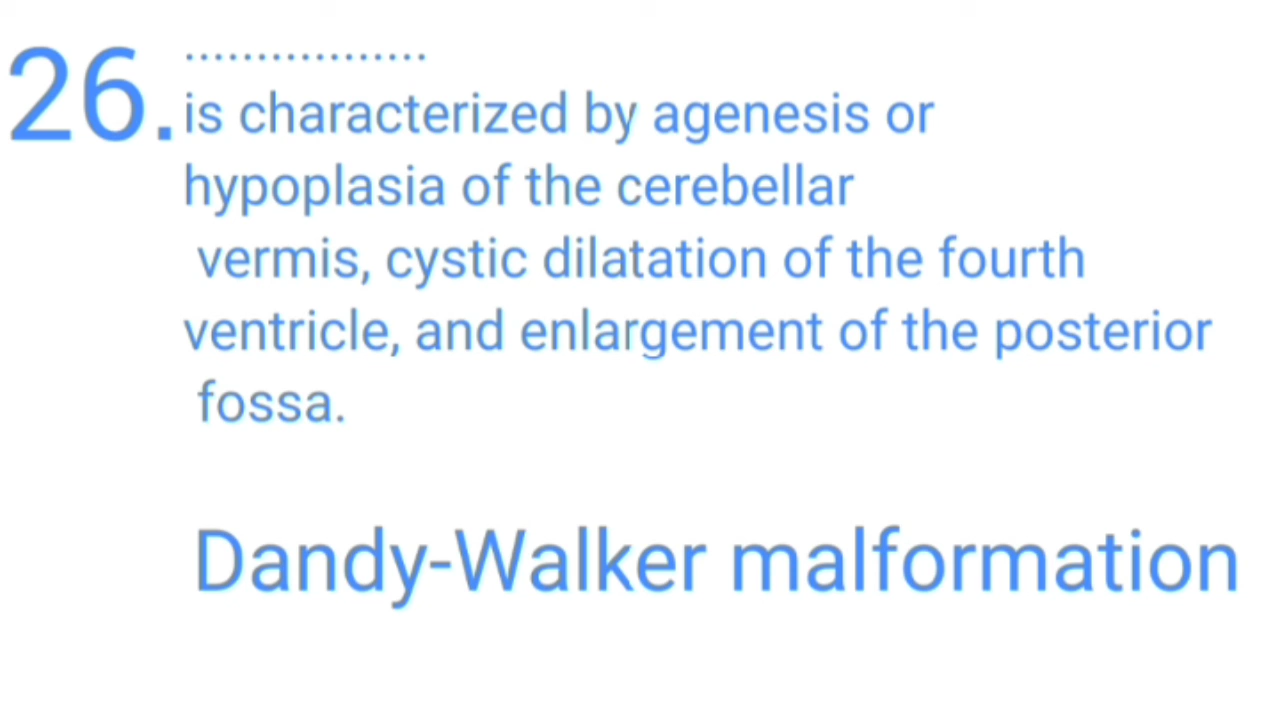 26. .................
is characterized by agenesis or
hypoplasia of the cerebellar
vermis, cystic dilatation of the fourth
ventricle, and enlargement of the posterior
fossa.
Dandy-Walker malformation